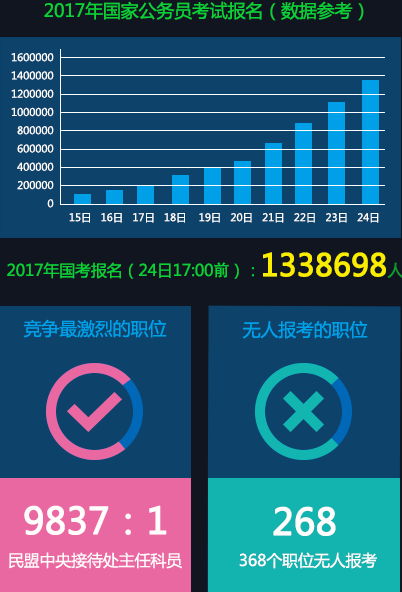 2017年国家公务员考试报名（数据参考）
1600000
1400000
1200000
1000000
800000
600000
400000
200000
0
15日 16日 17日 18日 19日 20日 21日 22日 23日 24日
2017年国考报名（24日17:00前）：1338698人
竞争最激烈的职位
无人报考的职位
9837：1
民盟中央接待处主任科员
268
368个职位无人报考